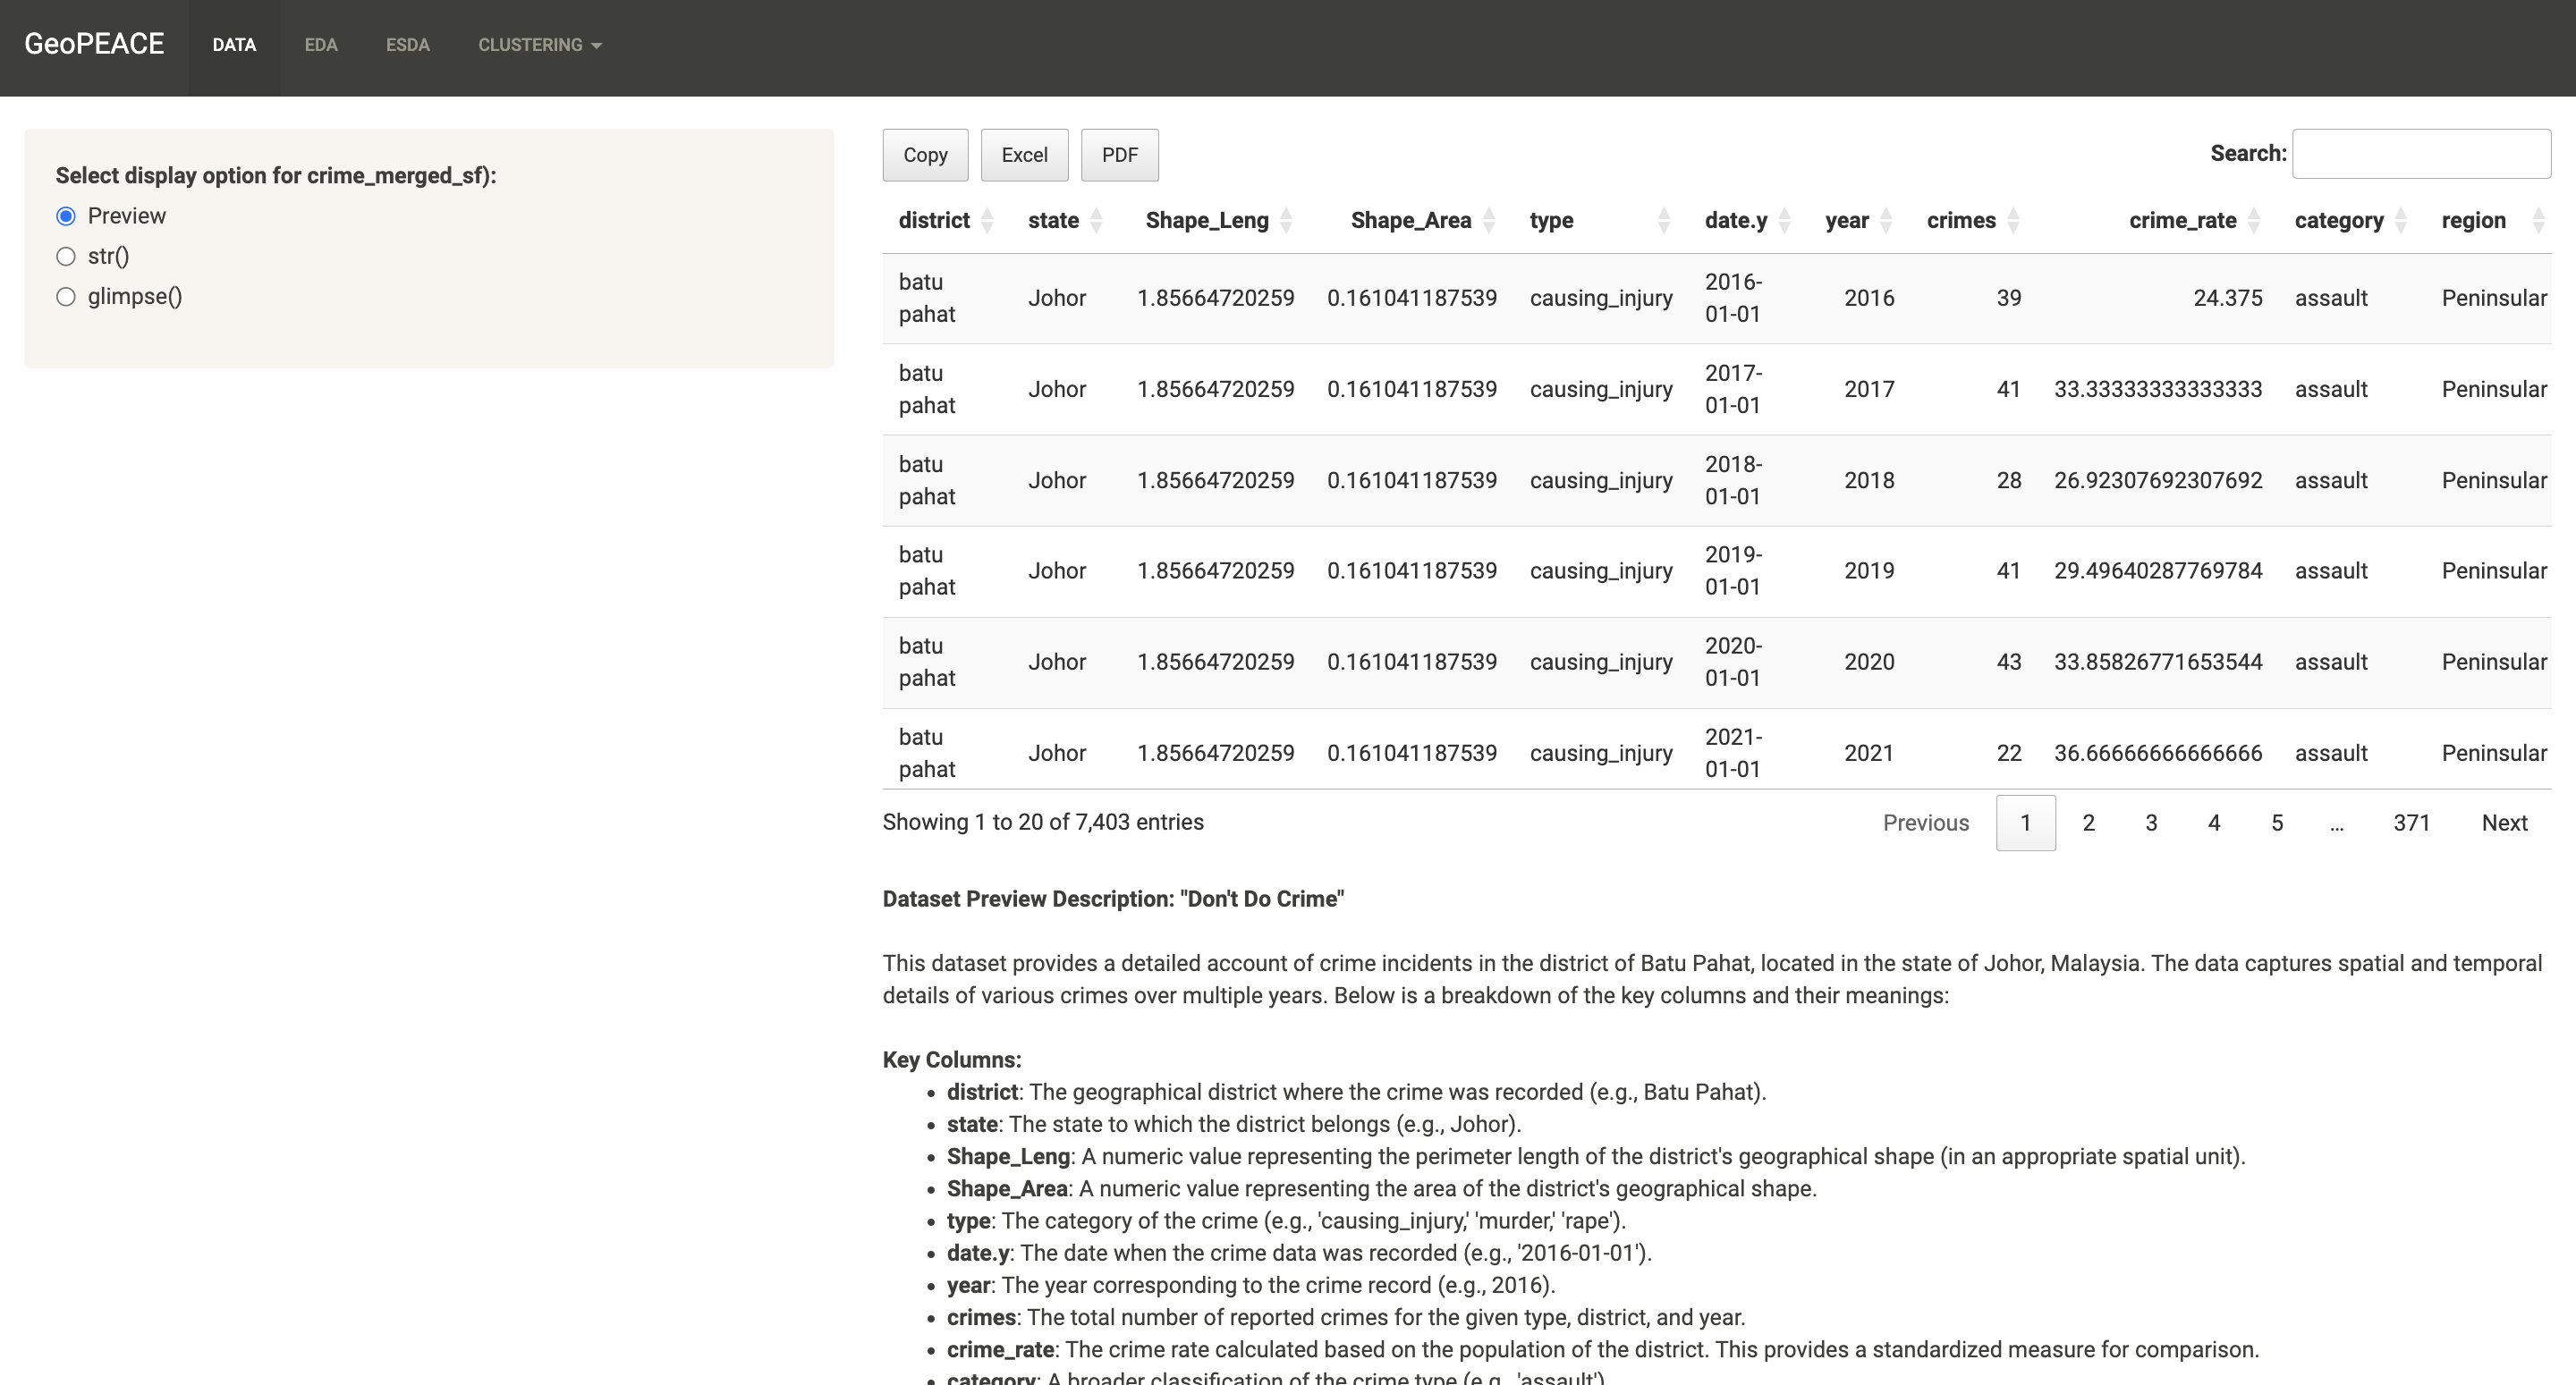 GeoPEACE DATA EDA ESDA CLUSTERING
Select display option for crime_merged_sf):
Preview
str()
glimpse()
Copy Excel PDF Search:
district state Shape_Leng Shape_Area type date.y year crimes crime_rate category region
batu pahat Johor 1.85664720259 0.161041187539 causing_injury 2016-01-01 2016 39 24.375 assault Peninsular
batu pahat Johor 1.85664720259 0.161041187539 causing_injury 2017-01-01 2017 41 33.33333333333333 assault Peninsular
batu pahat Johor 1.85664720259 0.161041187539 causing_injury 2018-01-01 2018 28 26.92307692307692 assault Peninsular
batu pahat Johor 1.85664720259 0.161041187539 causing_injury 2019-01-01 2019 41 29.49640287769784 assault Peninsular
batu pahat Johor 1.85664720259 0.161041187539 causing_injury 2020-01-01 2020 43 33.85826771653544 assault Peninsular
batu pahat Johor 1.85664720259 0.161041187539 causing_injury 2021-01-01 2021 22 36.66666666666666 assault Peninsular
Showing 1 to 20 of 7,403 entries Previous 1 2 3 4 5 … 371 Next
Dataset Preview Description: "Don't Do Crime"
This dataset provides a detailed account of crime incidents in the district of Batu Pahat, located in the state of Johor, Malaysia. The data captures spatial and temporal
details of various crimes over multiple years. Below is a breakdown of the key columns and their meanings:
Key Columns:
• district: The geographical district where the crime was recorded (e.g., Batu Pahat).
• state: The state to which the district belongs (e.g., Johor).
• Shape_Leng: A numeric value representing the perimeter length of the district's geographical shape (in an appropriate spatial unit).
• Shape_Area: A numeric value representing the area of the district's geographical shape.
• type: The category of the crime (e.g., 'causing_injury,' 'murder,' 'rape').
• date.y: The date when the crime data was recorded (e.g., '2016-01-01').
• year: The year corresponding to the crime record (e.g., 2016).
• crimes: The total number of reported crimes for the given type, district, and year.
• crime_rate: The crime rate calculated based on the population of the district. This provides a standardized measure for comparison.
• category: A broader classification of the crime type (e.g., 'assault')